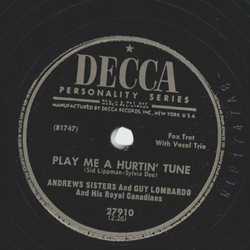 DECCA
PERSONALITY SERIES
MANUFACTURED BY DECCA RECORDS INC., NEW YORK U.S.A.
(81747)
Fox Trot
With Vocal Trio
PLAY ME A HURTIN' TUNE
(Sid Lippman-Sylvia Dee)
ANDREWS SISTERS And GUY LOMBARDO
And His Royal Canadians
27910
(226)